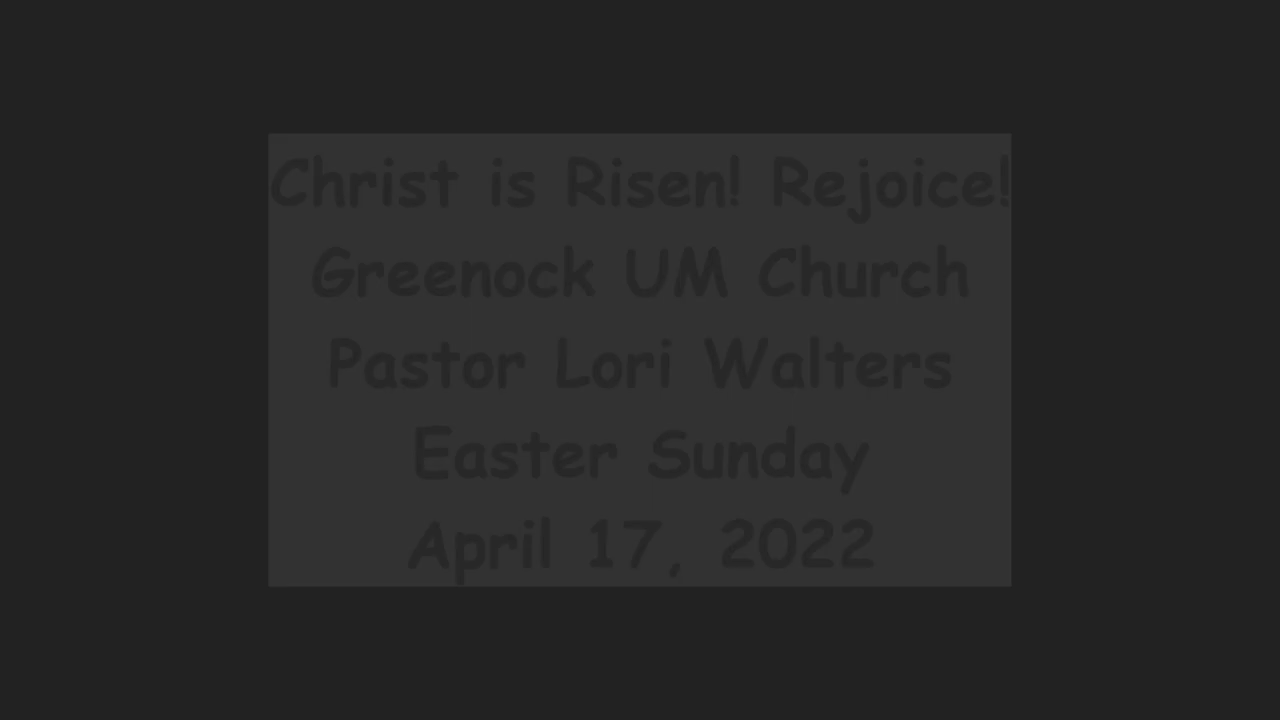 Christ is Risen! Rejoice!
Greenock UM Church
Pastor Lori Walters
Easter Sunday
April 17, 2022